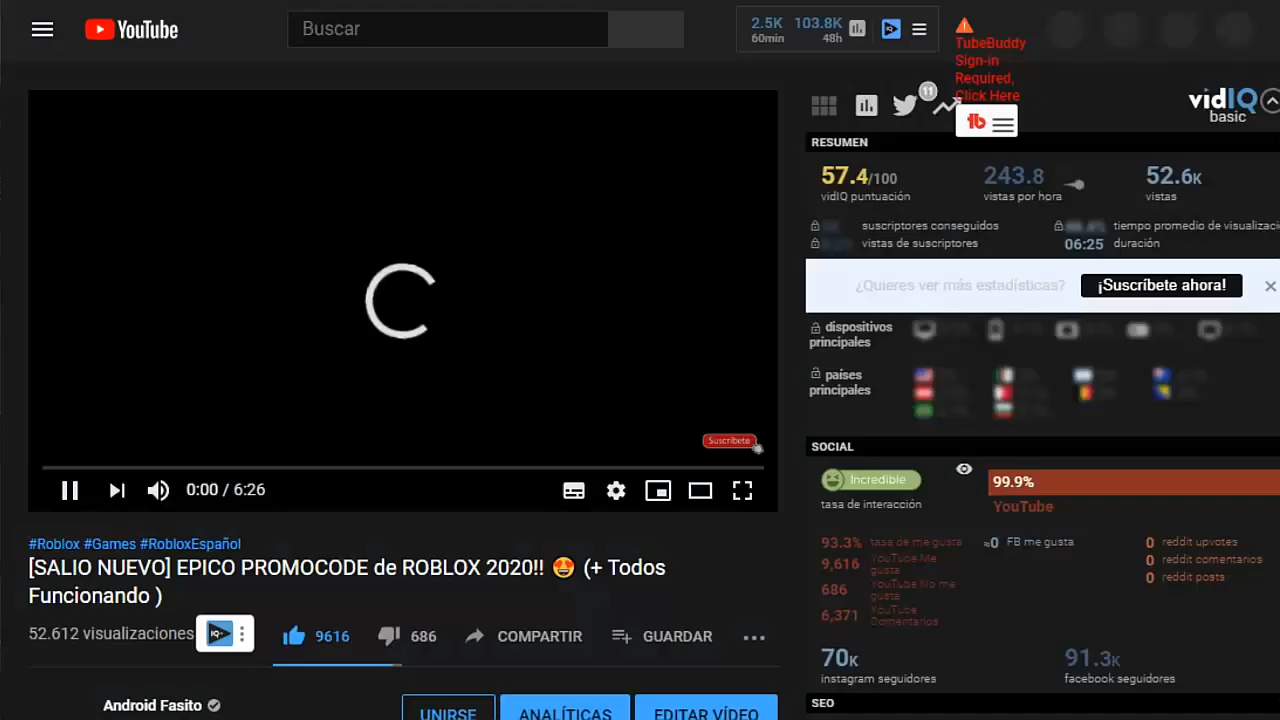 YouTube
Buscar
2.5K 103.8K
60min 48h
TubeBuddy
Sign-in
Required,
Click Here
11
vidIQ
basic
tb
RESUMEN
57.4/100 243.8 52.6K
vidIQ puntuación vistas por hora vistas
suscriptores conseguidos tiempo promedio de visualizaci
vistas de suscriptores 06:25 duración
¿Quieres ver más estadísticas? ¡Suscríbete ahora!
dispositivos
principales
países
principales
Suscríbete
0:00 / 6:26
SOCIAL
Incredible 99.9%
tasa de interacción YouTube
93.3% tasa de me gusta ≈0 FB me gusta 0 reddit upvotes
9,616 YouTube Me
gusta
0 reddit comentarios
686 YouTube No me
gusta
0 reddit posts
6,371 YouTube
Comentarios
70K 91.3K
instagram seguidores facebook seguidores
SEO
#Roblox #Games #RobloxEspañol
[SALIO NUEVO] EPICO PROMOCODE de ROBLOX 2020!! 🤩 (+ Todos
Funcionando )
52.612 visualizaciones IQ 9616 686 COMPARTIR GUARDAR
Android Fasito UNIRSE ANALÍTICAS EDITAR VÍDEO